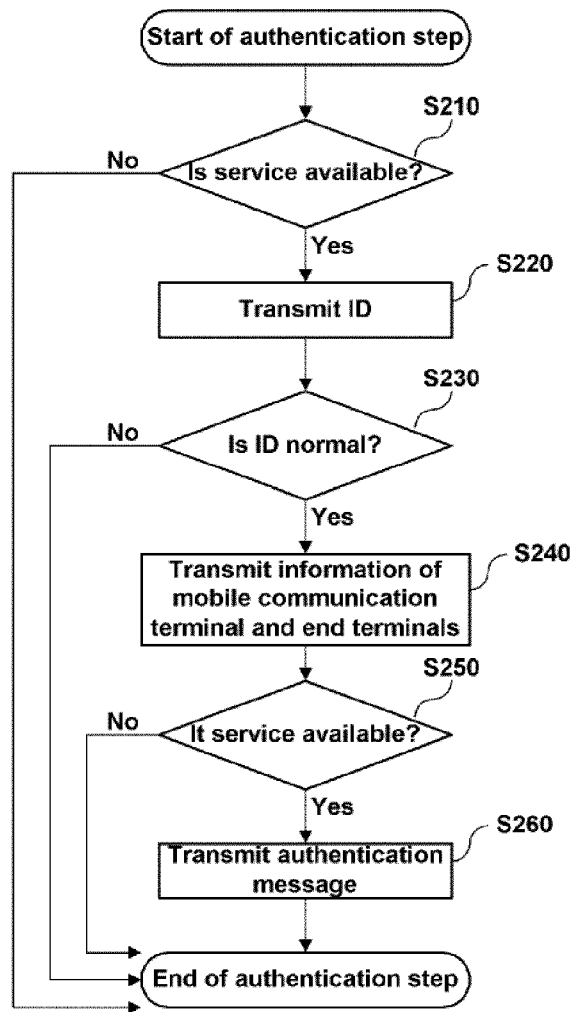 Start of authentication step
S210
No
Is service available?
Yes
S220
Transmit ID
S230
No
Is ID normal?
Yes
S240
Transmit information of
mobile communication
terminal and end terminals
S250
No
It service available?
Yes
S260
Transmit authentication
message
End of authentication step